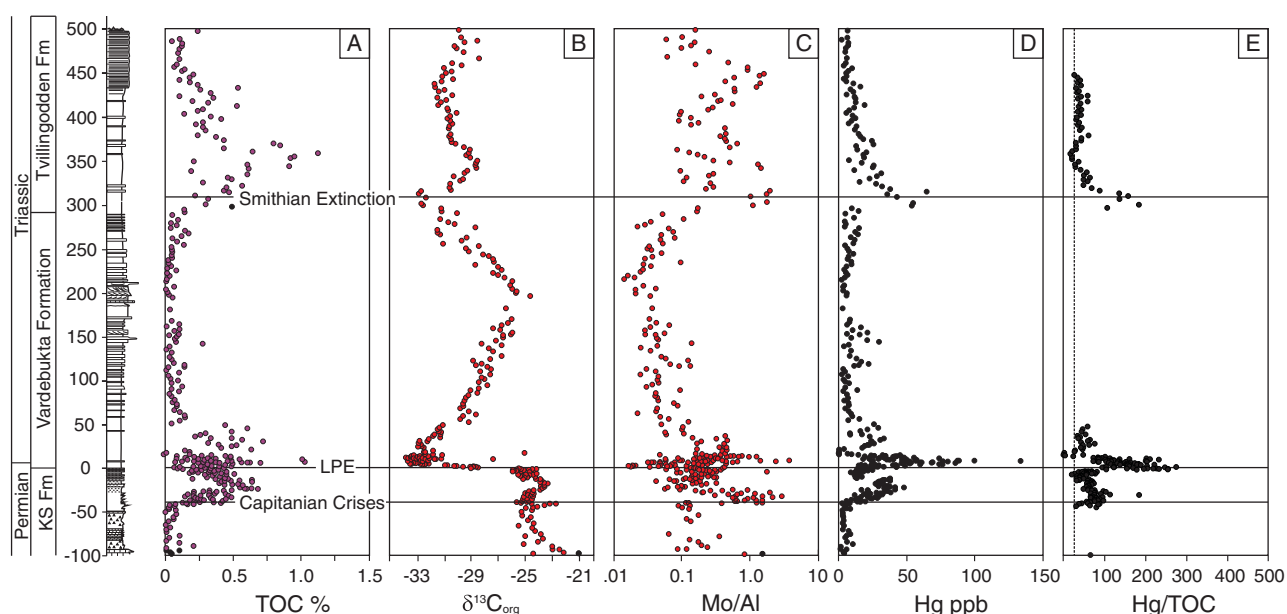 Triassic
Permian
Tvillingodden Fm
Vardebukta Formation
KS Fm
500
450
400
350
300
250
200
150
100
50
0
-50
-100
A
B
C
D
E
Smithian Extinction
LPE
Capitanian Crises
0 0.5 1.0 1.5
TOC %
-33 -29 -25 -21
δ¹³C org
.01 0.1 1.0 10
Mo/Al
0 50 100 150
Hg ppb
100 200 300 400 500
Hg/TOC